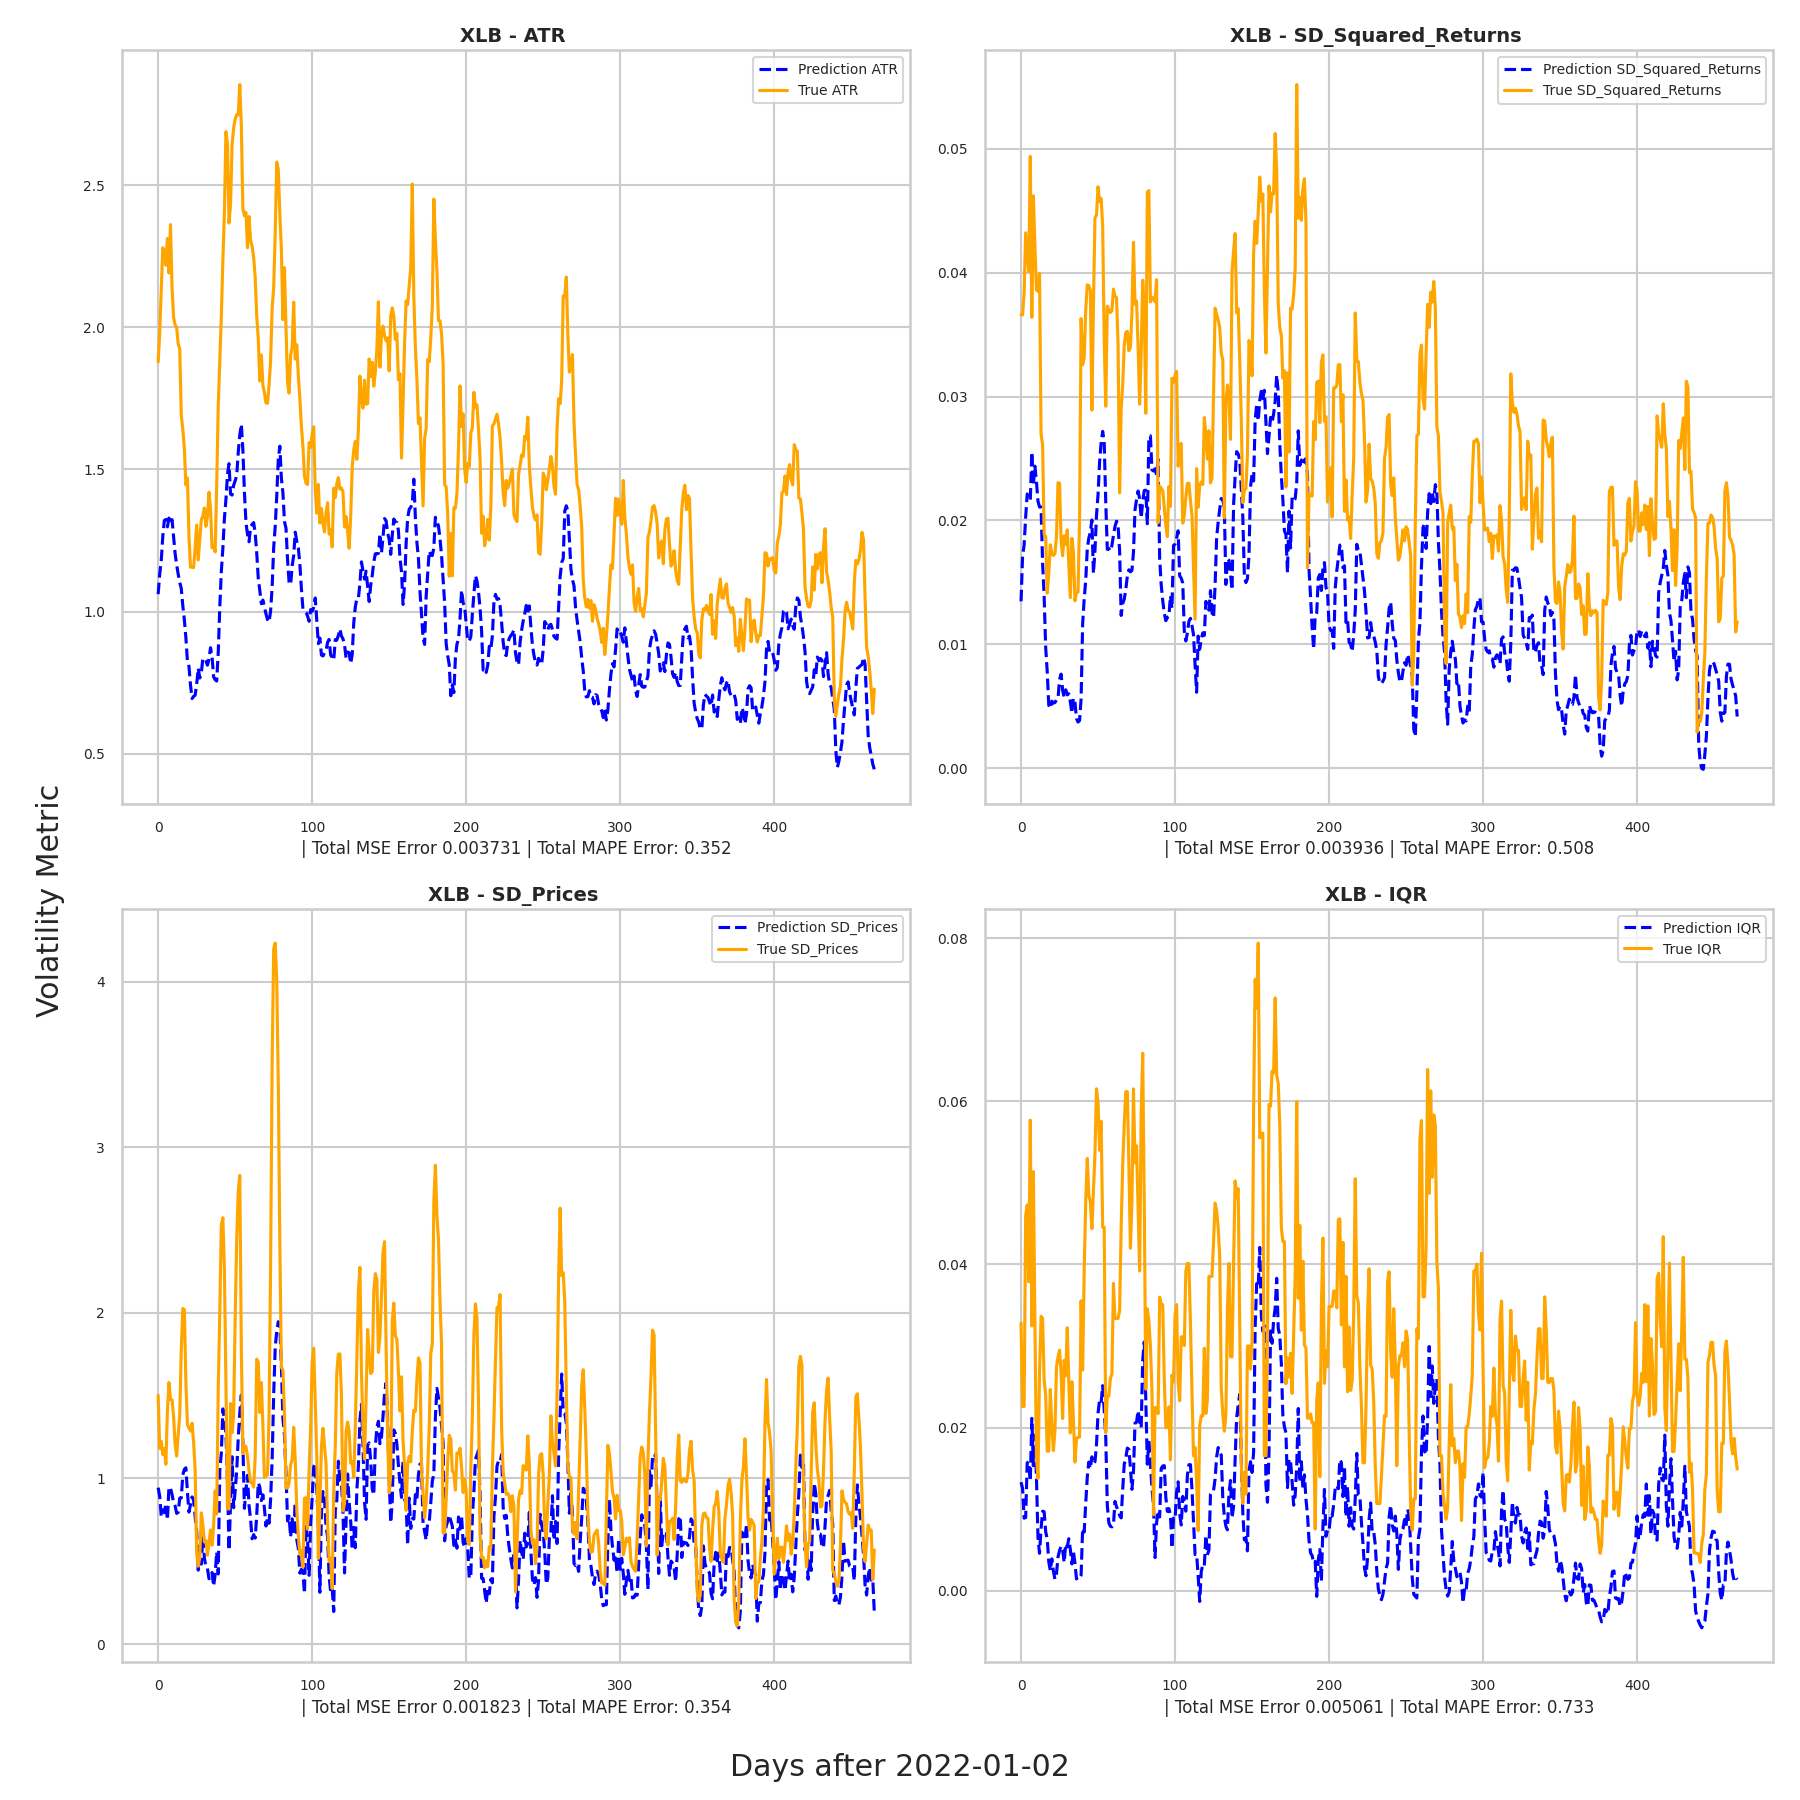 XLB - ATR
Prediction ATR
True ATR
2.5
2.0
1.5
1.0
0.5
0 100 200 300 400
| Total MSE Error 0.003731 | Total MAPE Error: 0.352
XLB - SD_Squared_Returns
Prediction SD_Squared_Returns
True SD_Squared_Returns
0.05
0.04
0.03
0.02
0.01
0.00
0 100 200 300 400
| Total MSE Error 0.003936 | Total MAPE Error: 0.508
Volatility Metric
XLB - SD_Prices
Prediction SD_Prices
True SD_Prices
4
3
2
1
0
0 100 200 300 400
| Total MSE Error 0.001823 | Total MAPE Error: 0.354
XLB - IQR
Prediction IQR
True IQR
0.08
0.06
0.04
0.02
0.00
0 100 200 300 400
| Total MSE Error 0.005061 | Total MAPE Error: 0.733
Days after 2022-01-02